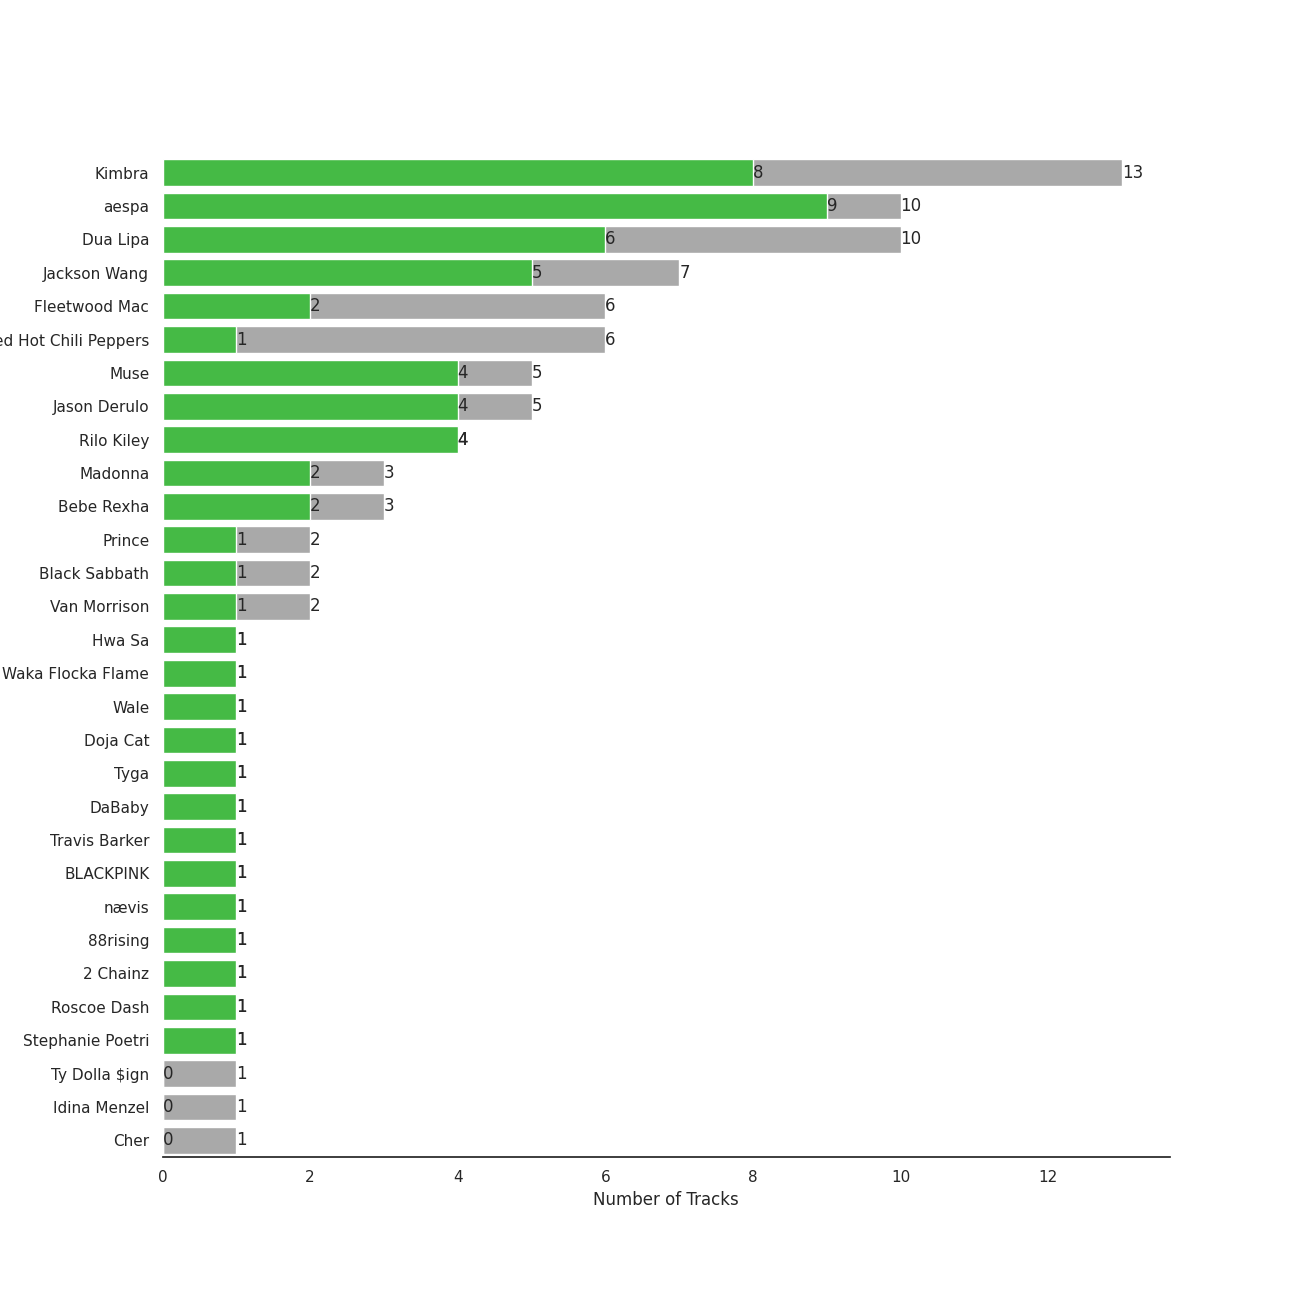 Kimbra 8 13
aespa 9 10
Dua Lipa 6 10
Jackson Wang 5 7
Fleetwood Mac 2 6
ed Hot Chili Peppers 1 6
Muse 4 5
Jason Derulo 4 5
Rilo Kiley 4
Madonna 2 3
Bebe Rexha 2 3
Prince 1 2
Black Sabbath 1 2
Van Morrison 1 2
Hwa Sa 1
Waka Flocka Flame 1
Wale 1
Doja Cat 1
Tyga 1
DaBaby 1
Travis Barker 1
BLACKPINK 1
nævis 1
88rising 1
2 Chainz 1
Roscoe Dash 1
Stephanie Poetri 1
Ty Dolla $ign 0 1
Idina Menzel 0 1
Cher 0 1
0 2 4 6 8 10 12
Number of Tracks